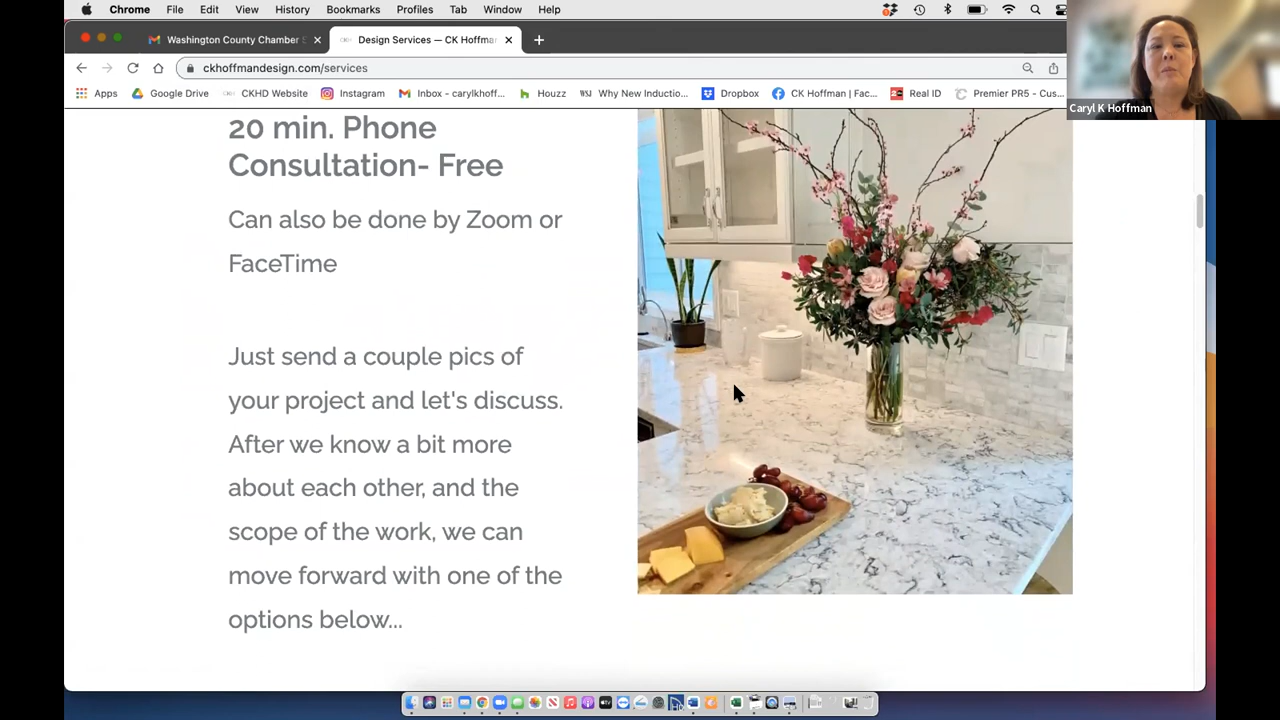 Chrome File Edit View History Bookmarks Profiles Tab Window Help
Washington County Chamber
Design Services — CK Hoffma
ckhoffmandesign.com/services
Apps Google Drive CKHD Website Instagram Inbox - carylkhoff... Houzz WSJ Why New Inductio... Dropbox CK Hoffman | Fac... Real ID Premier PR5 - Cus...
Caryl K Hoffman
20 min. Phone
Consultation- Free
Can also be done by Zoom or
FaceTime
Just send a couple pics of
your project and let's discuss.
After we know a bit more
about each other, and the
scope of the work, we can
move forward with one of the
options below...